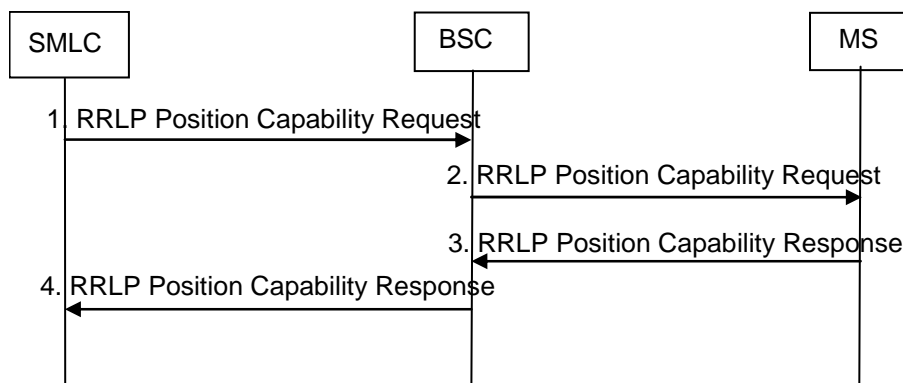 SMLC
BSC
MS
1. RRLP Position Capability Request
2. RRLP Position Capability Request
3. RRLP Position Capability Response
4. RRLP Position Capability Response